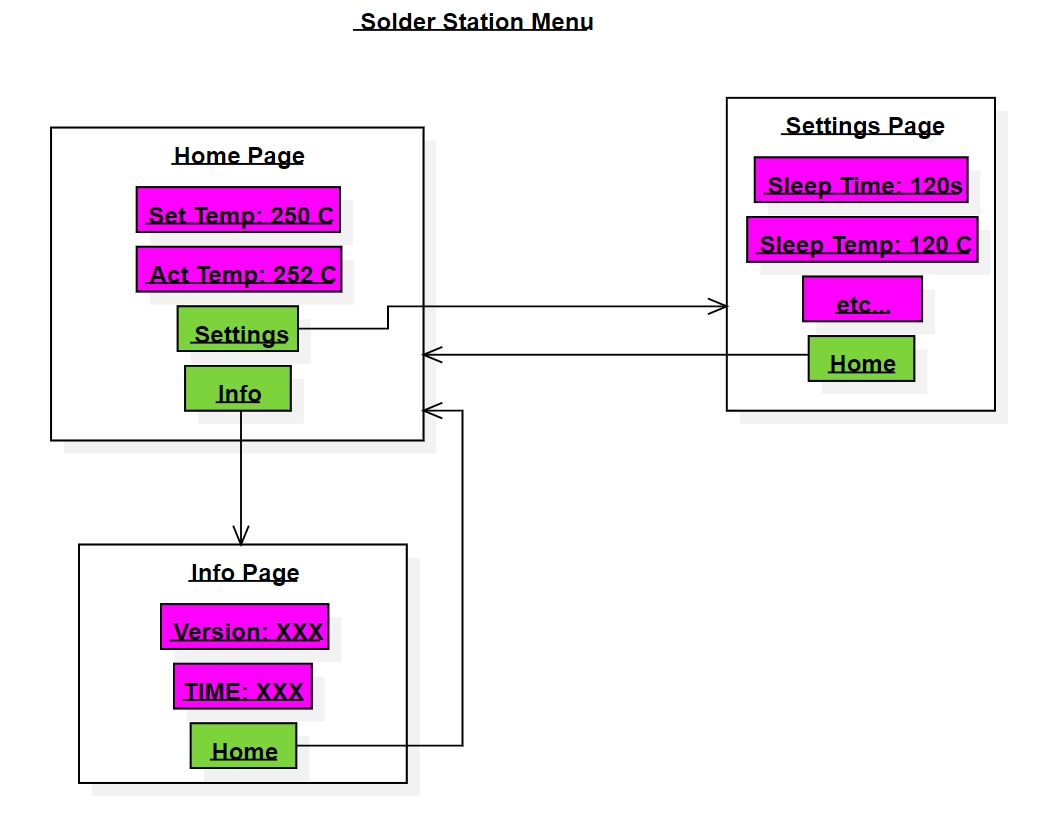 Solder Station Menu
Home Page
Set Temp: 250 C
Act Temp: 252 C
Settings
Info
Settings Page
Sleep Time: 120s
Sleep Temp: 120 C
etc...
Home
Info Page
Version: XXX
TIME: XXX
Home